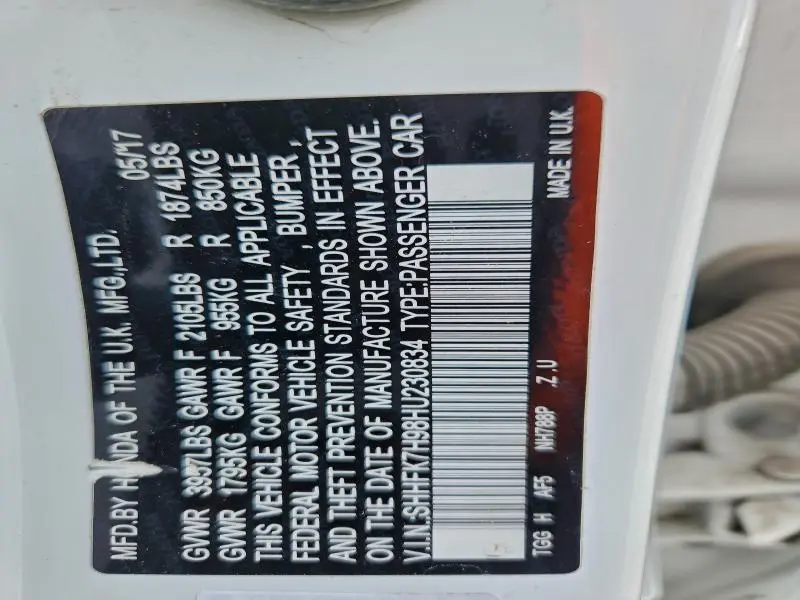 MFD.BY HONDA OF THE U.K. MFG.,LTD. 05/'17
GVWR 3957LBS GAWR F 2105LBS R 1874LBS
GVWR 1795KG GAWR F 955KG R 850KG
THIS VEHICLE CONFORMS TO ALL APPLICABLE
FEDERAL MOTOR VEHICLE SAFETY , BUMPER ,
AND THEFT PREVENTION STANDARDS IN EFFECT
ON THE DATE OF MANUFACTURE SHOWN ABOVE.
V.I.N:SHHFK7H98HU230834 TYPE:PASSENGER CAR
TGG H AF5 NH788P .Z .U MADE IN U.K.